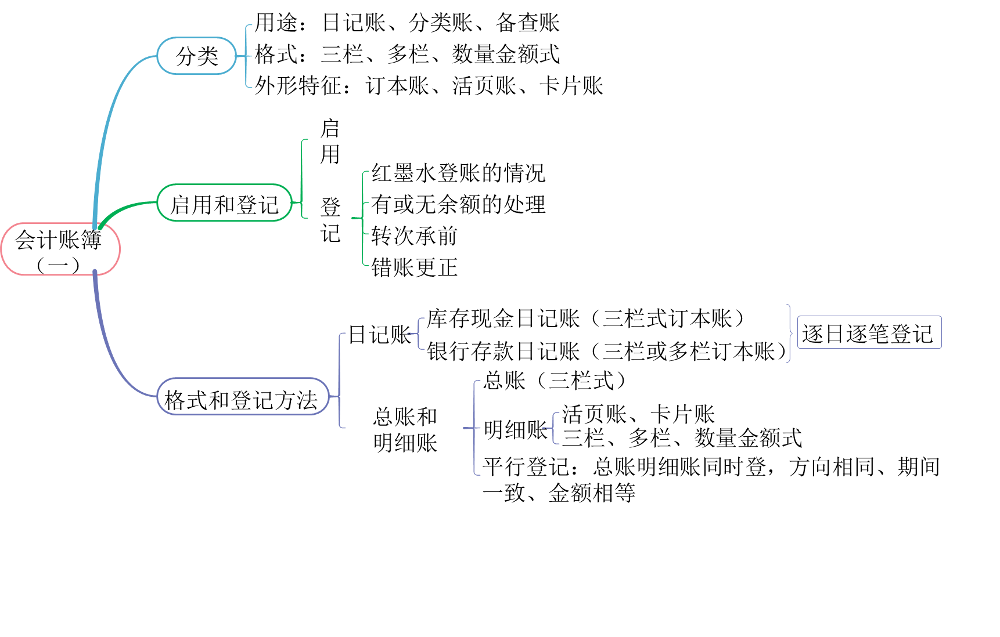 用途：日记账、分类账、备查账
分类
格式：三栏、多栏、数量金额式
外形特征：订本账、活页账、卡片账
启
用
红墨水登账的情况
启用和登记
登
记
有或无余额的处理
转次承前
错账更正
会计账簿
（一）
日记账
库存现金日记账（三栏式订本账）
银行存款日记账（三栏或多栏订本账）
逐日逐笔登记
格式和登记方法
总账和
明细账
总账（三栏式）
明细账
活页账、卡片账
三栏、多栏、数量金额式
平行登记：总账明细账同时登，方向相同、期间
一致、金额相等